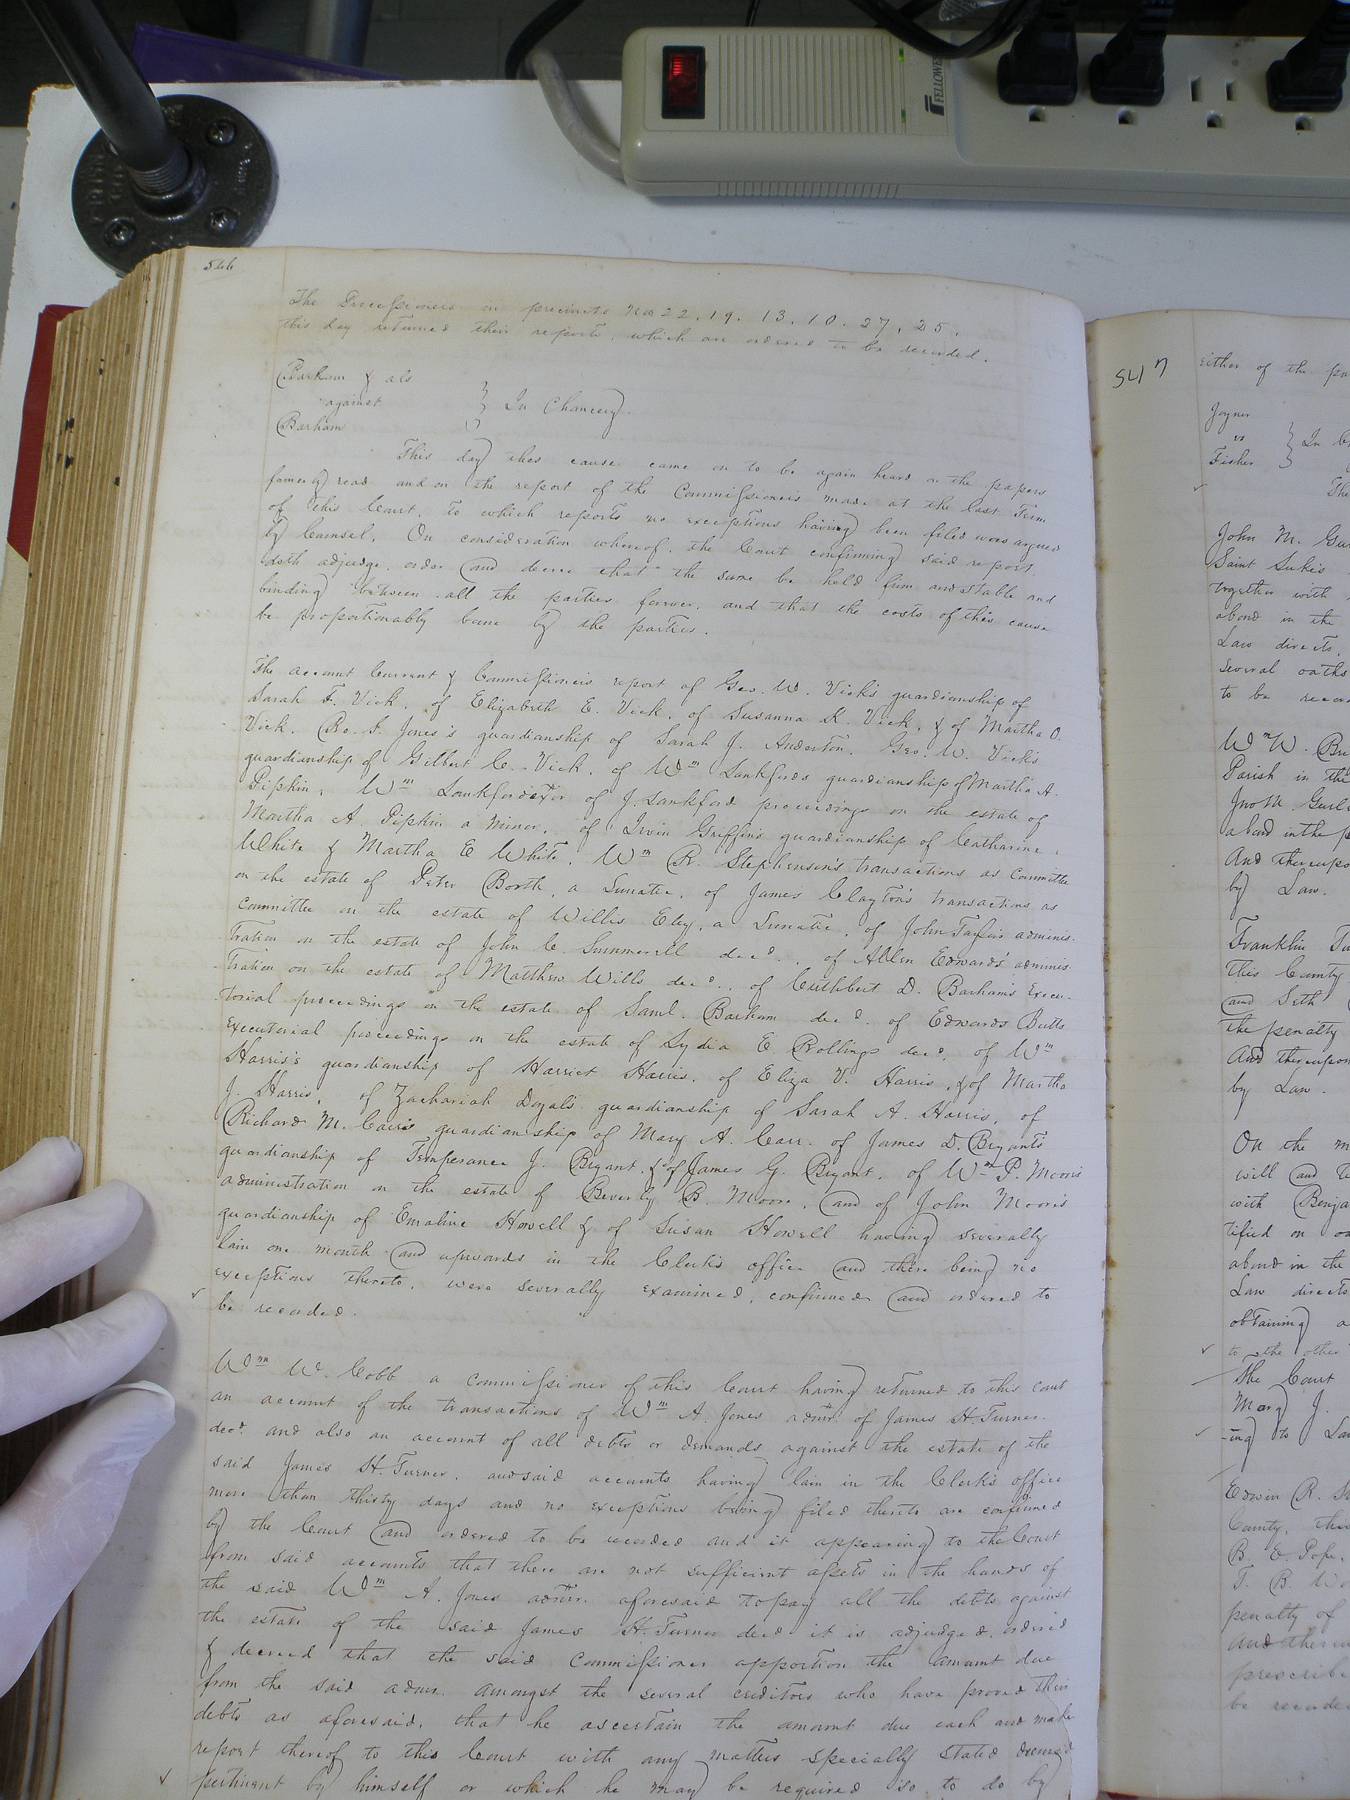 FELLOWE
546
The Processioners in precincts No 22. 19. 13. 10. 27. 25.
this day returned their reports, which are ordered to be recorded.
Barham & als
against } In Chancery
Barham
This day this cause came on to be again heard on the papers
formerly read and on the report of the Commissioners made at the last Term
of this Court, to which reports no exceptions having been filed was argued
by Counsel, On consideration whereof, the Court confirming said report
doth adjudge, order and decree that the same be held firm and stable and
binding between all the parties forever, and that the costs of this cause
be proportionably borne by the parties.
The account Current & Commissioners report of Geo. W. Vick's guardianship of
Sarah F. Vick, of Elizabeth E. Vick, of Susanna K. Vick, & of Martha O.
Vick. Jones's guardianship of Sarah J. Anderton, Geo. W. Vick's
guardianship of Gilbert C. Vick, of Wm Lankfords guardianship of Martha A.
Pipkin, Wm Lankford exr of J. Lankford proceedings on the estate of
Martha A. Pipkin a minor, of Irvin Griffin's guardianship of Catharine
White & Martha E White, Wm R. Stephenson's transactions as Committee
on the estate of Peter Booth, a Lunatic, of James Clayton's transactions as
committee on the estate of Willis Eley, a Lunatic, of John Taylor's adminis-
tration on the estate of John C Summerell decd., of Allen Edwards' adminis
tration on the estate of Matthew Wills decd., of Cuthbert D. Barham's Execu-
torial proceedings on the estate of Saml. Barham decd. of Edwards Butts
Executorial proceedings on the estate of Lydia E. Rollings decd, of Wm
Harris's guardianship of Harriet Harris, of Eliza V. Harris, & of Martha
J. Harris, of Zachariah Doyal's guardianship of Sarah A. Harris, of
Richard M. Carr's guardianship of Mary A. Carr. of James D. Bryant's
guardianship of Temperance J. Bryant, & of James G. Bryant, of Wm P. Moore's
administration on the estate of Beverly B. Moore, and of John Moore's
guardianship of Emaline Howell & of Susan Howell having severally
lain one month and upwards in the Clerk's office and there being no
exceptions thereto, were severally examined, confirmed and ordered to
be recorded.
Wm W. Cobb a commissioner of this Court having returned to this court
an account of the transactions of Wm A. Jones admr. of James H. Turner
decd. and also an account of all debts or demands against the estate of the
said James H. Turner, and said accounts having lain in the Clerk's office
more than thirty days and no exceptions being filed thereto are confirmed
by the Court and ordered to be recorded and it appearing to the Court
from said accounts that there are not sufficient assets in the hands of
the said Wm A. Jones admr. aforesaid to pay all the debts against
the estate of the said James H. Turner decd it is adjudged, ordered
& decreed that the said Commissioner apportion the amount due
from the said admr. amongst the several creditors who have proved their
debts as aforesaid, that he ascertain the amount due each and make
report thereof to this Court with any matters specially stated deemed
pertinent by himself or which he may be required so to do by
547
either of the
Joyner
vs } In
Fischer
The
John M.
Saint Luke's
together with
abond in the
Law directs,
several oaths
to be
Wm W.
Parish in the
abond in the
And thereupon
by Law.
Franklin
this County
and Seth
the penalty
And thereupon
by Law.
On the
will and
with
tified on
abond in the
Law directs
obtaining a
to the other
The Court
Mary J.
-ing to
Edwin R.
County, this
B. E. Pope,
T. B.
penalty of
And
prescribe
be